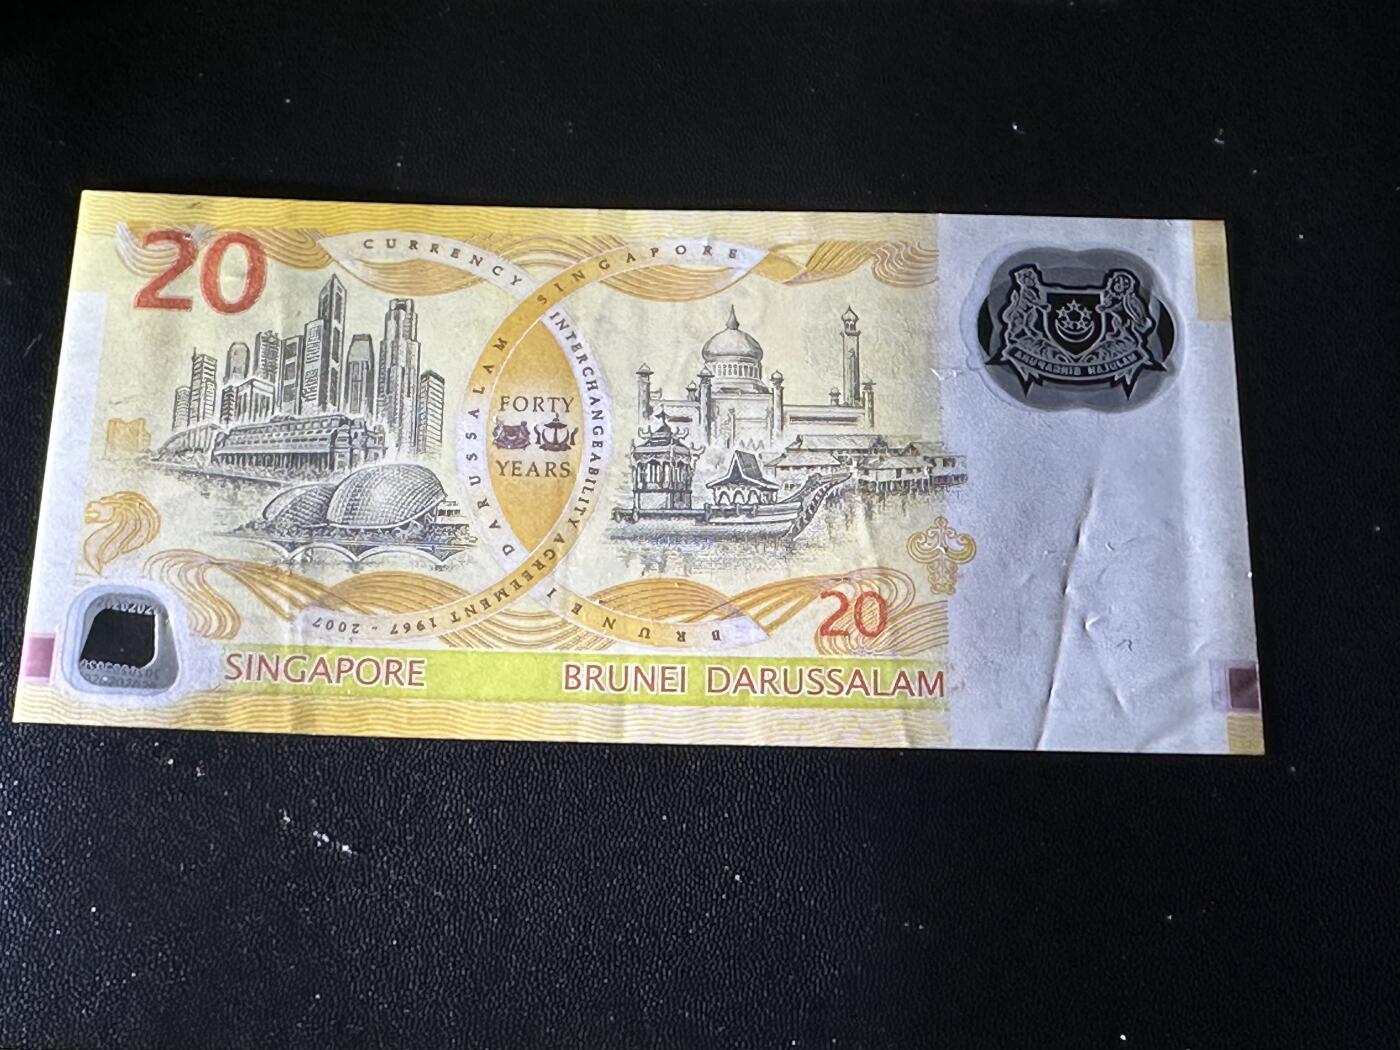 20
CURRENCY INTERCHANGEABILITY AGREEMENT 1967 - 2007
BRUNEI DARUSSALAM SINGAPORE
FORTY
YEARS
20
SINGAPORE
BRUNEI DARUSSALAM
MAJULAH SINGAPURA